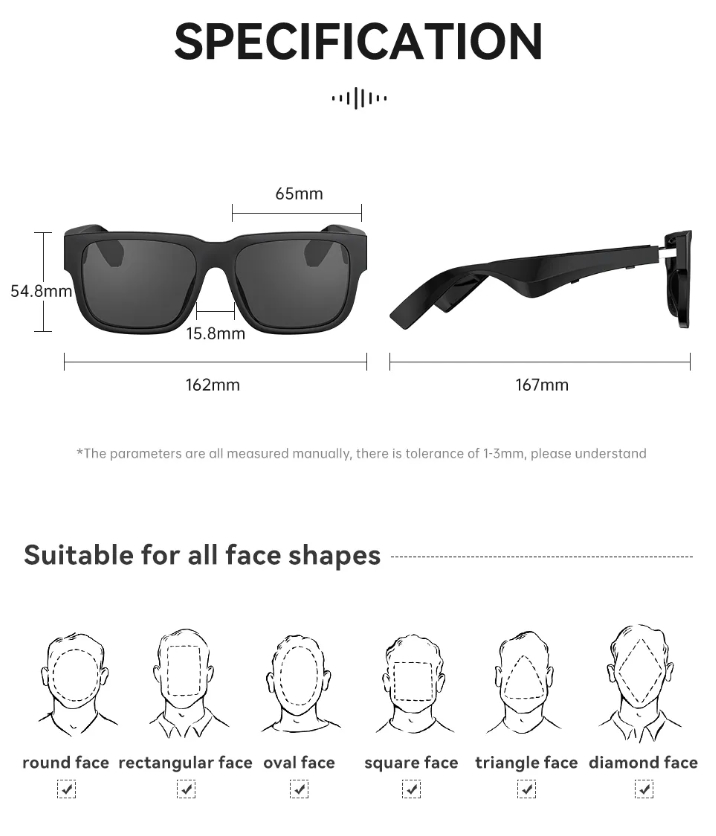 SPECIFICATION
65mm
54.8mm
15.8mm
162mm
167mm
*The parameters are all measured manually, there is tolerance of 1-3mm, please understand
Suitable for all face shapes
round face rectangular face oval face square face triangle face diamond face